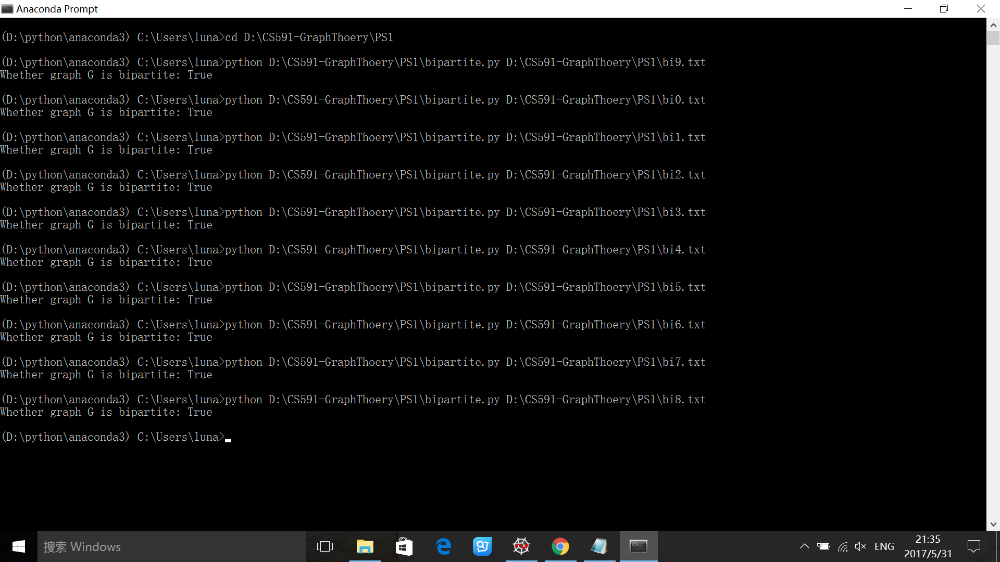 Anaconda Prompt
(D:\python\anaconda3) C:\Users\luna>cd D:\CS591-GraphThoery\PS1
(D:\python\anaconda3) C:\Users\luna>python D:\CS591-GraphThoery\PS1\bipartite.py D:\CS591-GraphThoery\PS1\bi9.txt
Whether graph G is bipartite: True
(D:\python\anaconda3) C:\Users\luna>python D:\CS591-GraphThoery\PS1\bipartite.py D:\CS591-GraphThoery\PS1\bi0.txt
Whether graph G is bipartite: True
(D:\python\anaconda3) C:\Users\luna>python D:\CS591-GraphThoery\PS1\bipartite.py D:\CS591-GraphThoery\PS1\bi1.txt
Whether graph G is bipartite: True
(D:\python\anaconda3) C:\Users\luna>python D:\CS591-GraphThoery\PS1\bipartite.py D:\CS591-GraphThoery\PS1\bi2.txt
Whether graph G is bipartite: True
(D:\python\anaconda3) C:\Users\luna>python D:\CS591-GraphThoery\PS1\bipartite.py D:\CS591-GraphThoery\PS1\bi3.txt
Whether graph G is bipartite: True
(D:\python\anaconda3) C:\Users\luna>python D:\CS591-GraphThoery\PS1\bipartite.py D:\CS591-GraphThoery\PS1\bi4.txt
Whether graph G is bipartite: True
(D:\python\anaconda3) C:\Users\luna>python D:\CS591-GraphThoery\PS1\bipartite.py D:\CS591-GraphThoery\PS1\bi5.txt
Whether graph G is bipartite: True
(D:\python\anaconda3) C:\Users\luna>python D:\CS591-GraphThoery\PS1\bipartite.py D:\CS591-GraphThoery\PS1\bi6.txt
Whether graph G is bipartite: True
(D:\python\anaconda3) C:\Users\luna>python D:\CS591-GraphThoery\PS1\bipartite.py D:\CS591-GraphThoery\PS1\bi7.txt
Whether graph G is bipartite: True
(D:\python\anaconda3) C:\Users\luna>python D:\CS591-GraphThoery\PS1\bipartite.py D:\CS591-GraphThoery\PS1\bi8.txt
Whether graph G is bipartite: True
(D:\python\anaconda3) C:\Users\luna>
搜索 Windows
ENG
21:35
2017/5/31